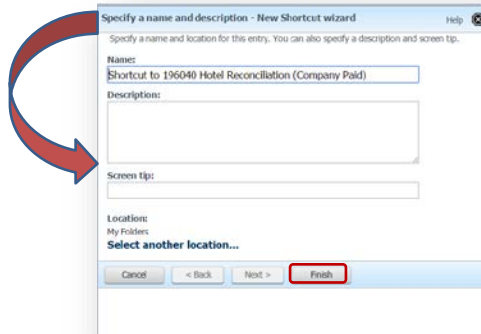 Specify a name and description - New Shortcut wizard Help
Specify a name and location for this entry. You can also specify a description and screen tip.
Name:
Shortcut to 196040 Hotel Reconciliation (Company Paid)
Description:
Screen tip:
Location:
My Folders
Select another location...
Cancel < Back Next > Finish